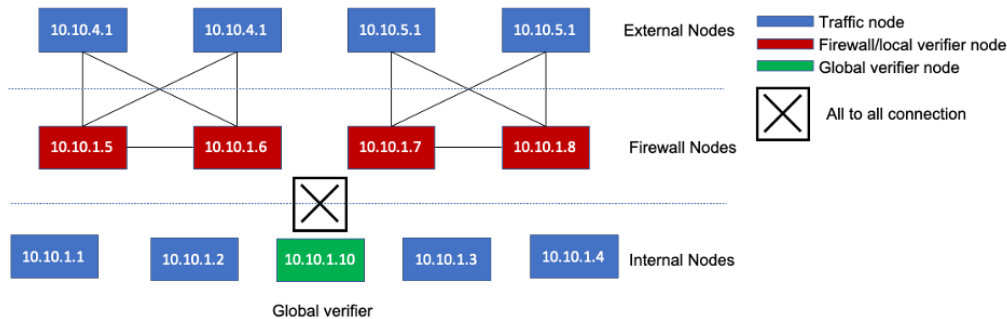 10.10.4.1 10.10.4.1 10.10.5.1 10.10.5.1 External Nodes
Traffic node
Firewall/local verifier node
Global verifier node
All to all connection
10.10.1.5 10.10.1.6 10.10.1.7 10.10.1.8 Firewall Nodes
10.10.1.1 10.10.1.2 10.10.1.10 10.10.1.3 10.10.1.4 Internal Nodes
Global verifier